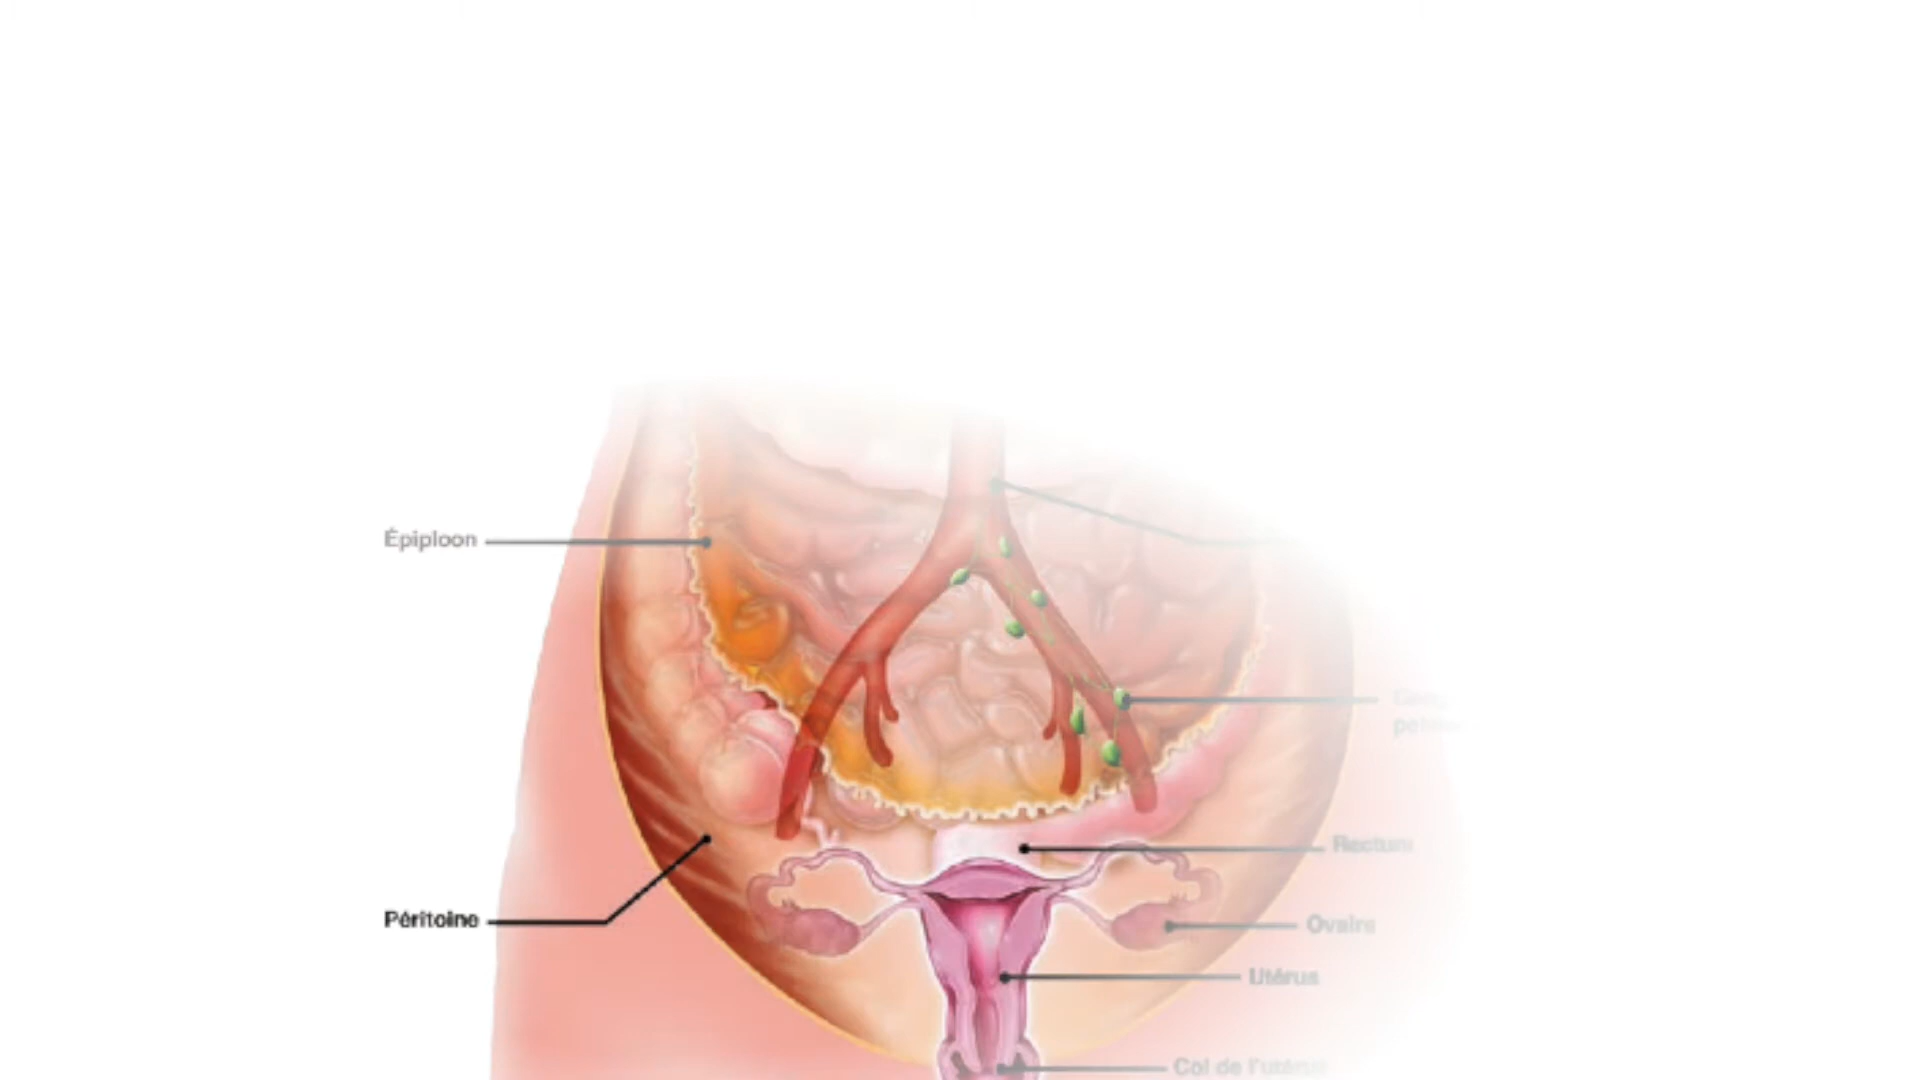 Épiploon
Rectum
Péritoine
Ovaire
Utérus
Col de l'utérus